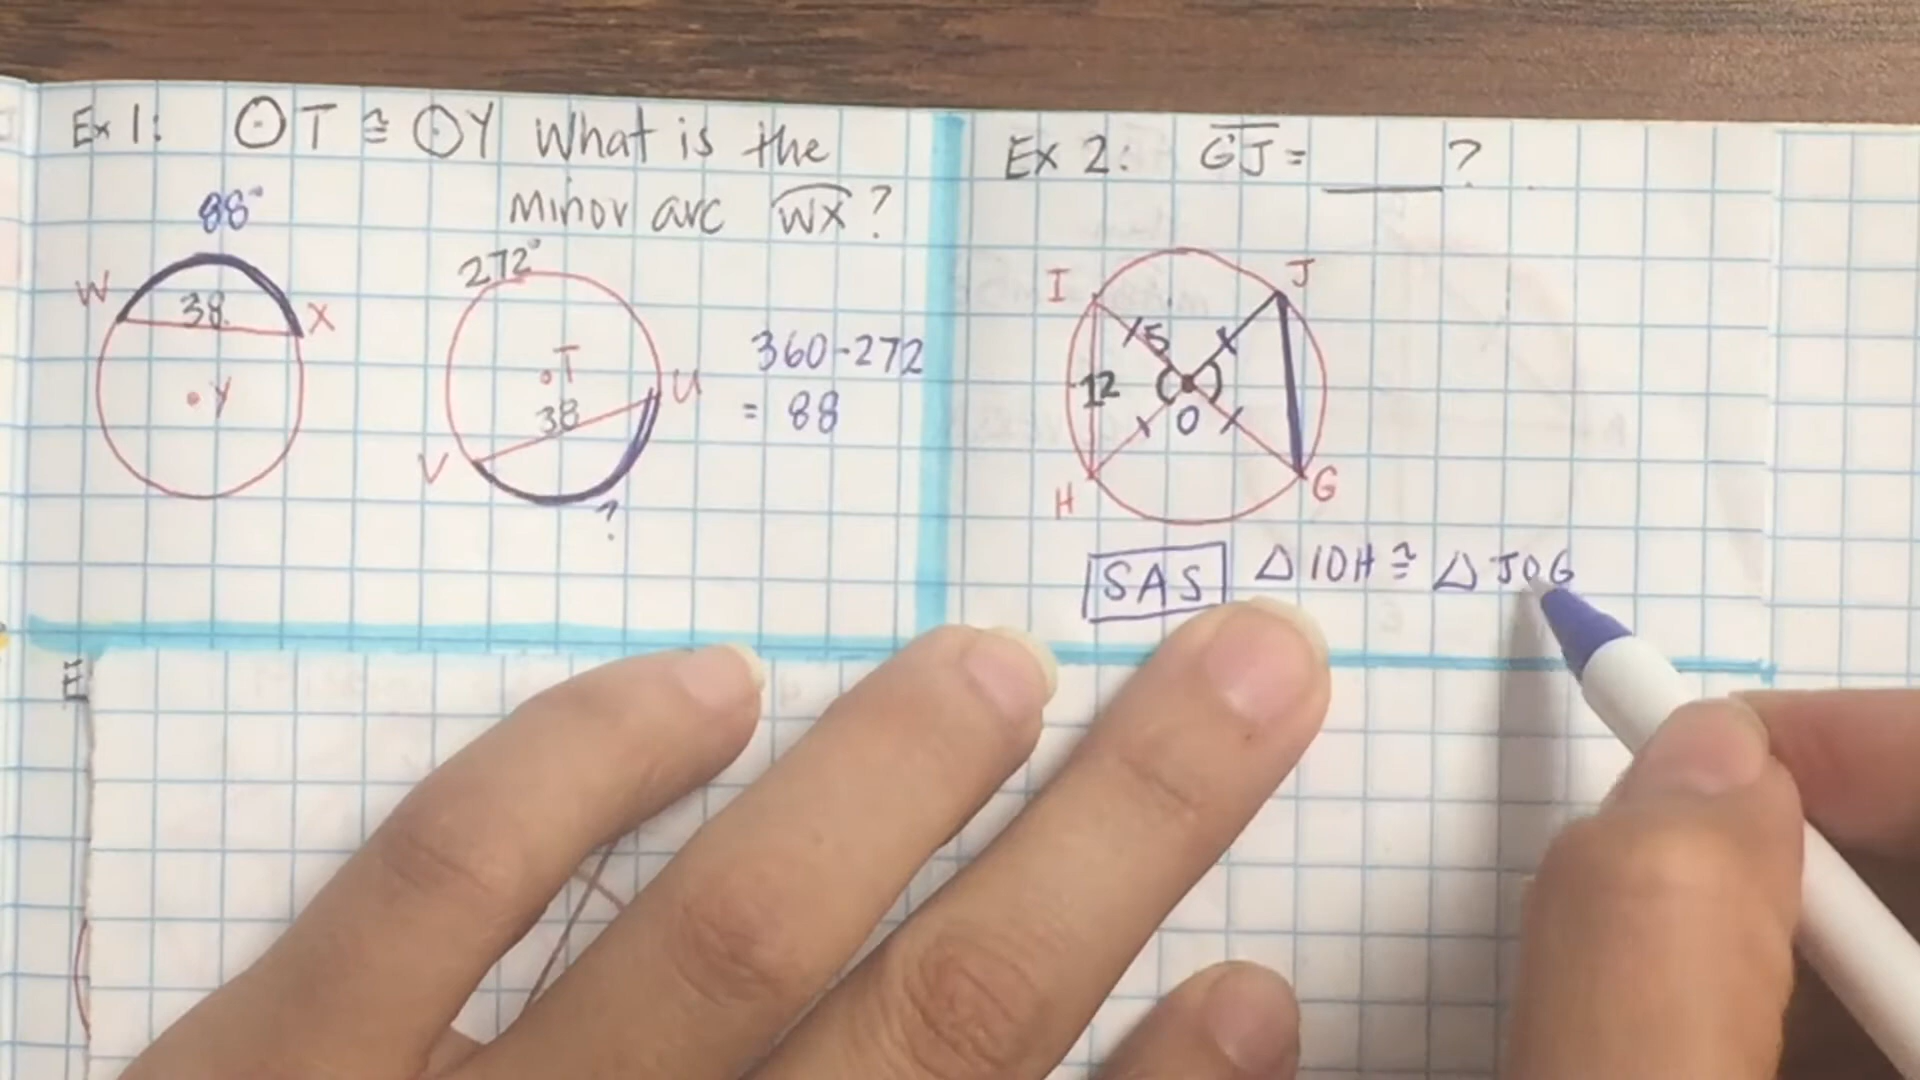 Ex 1: ⊙T ≅ ⊙Y What is the
minor arc WX?
88°
W
38
X
Y
272°
T
38
U
V
?
360-272
= 88
Ex 2: GJ = ____ ?
I
J
5
12
O
H
G
SAS △IOH ≅ △JOG